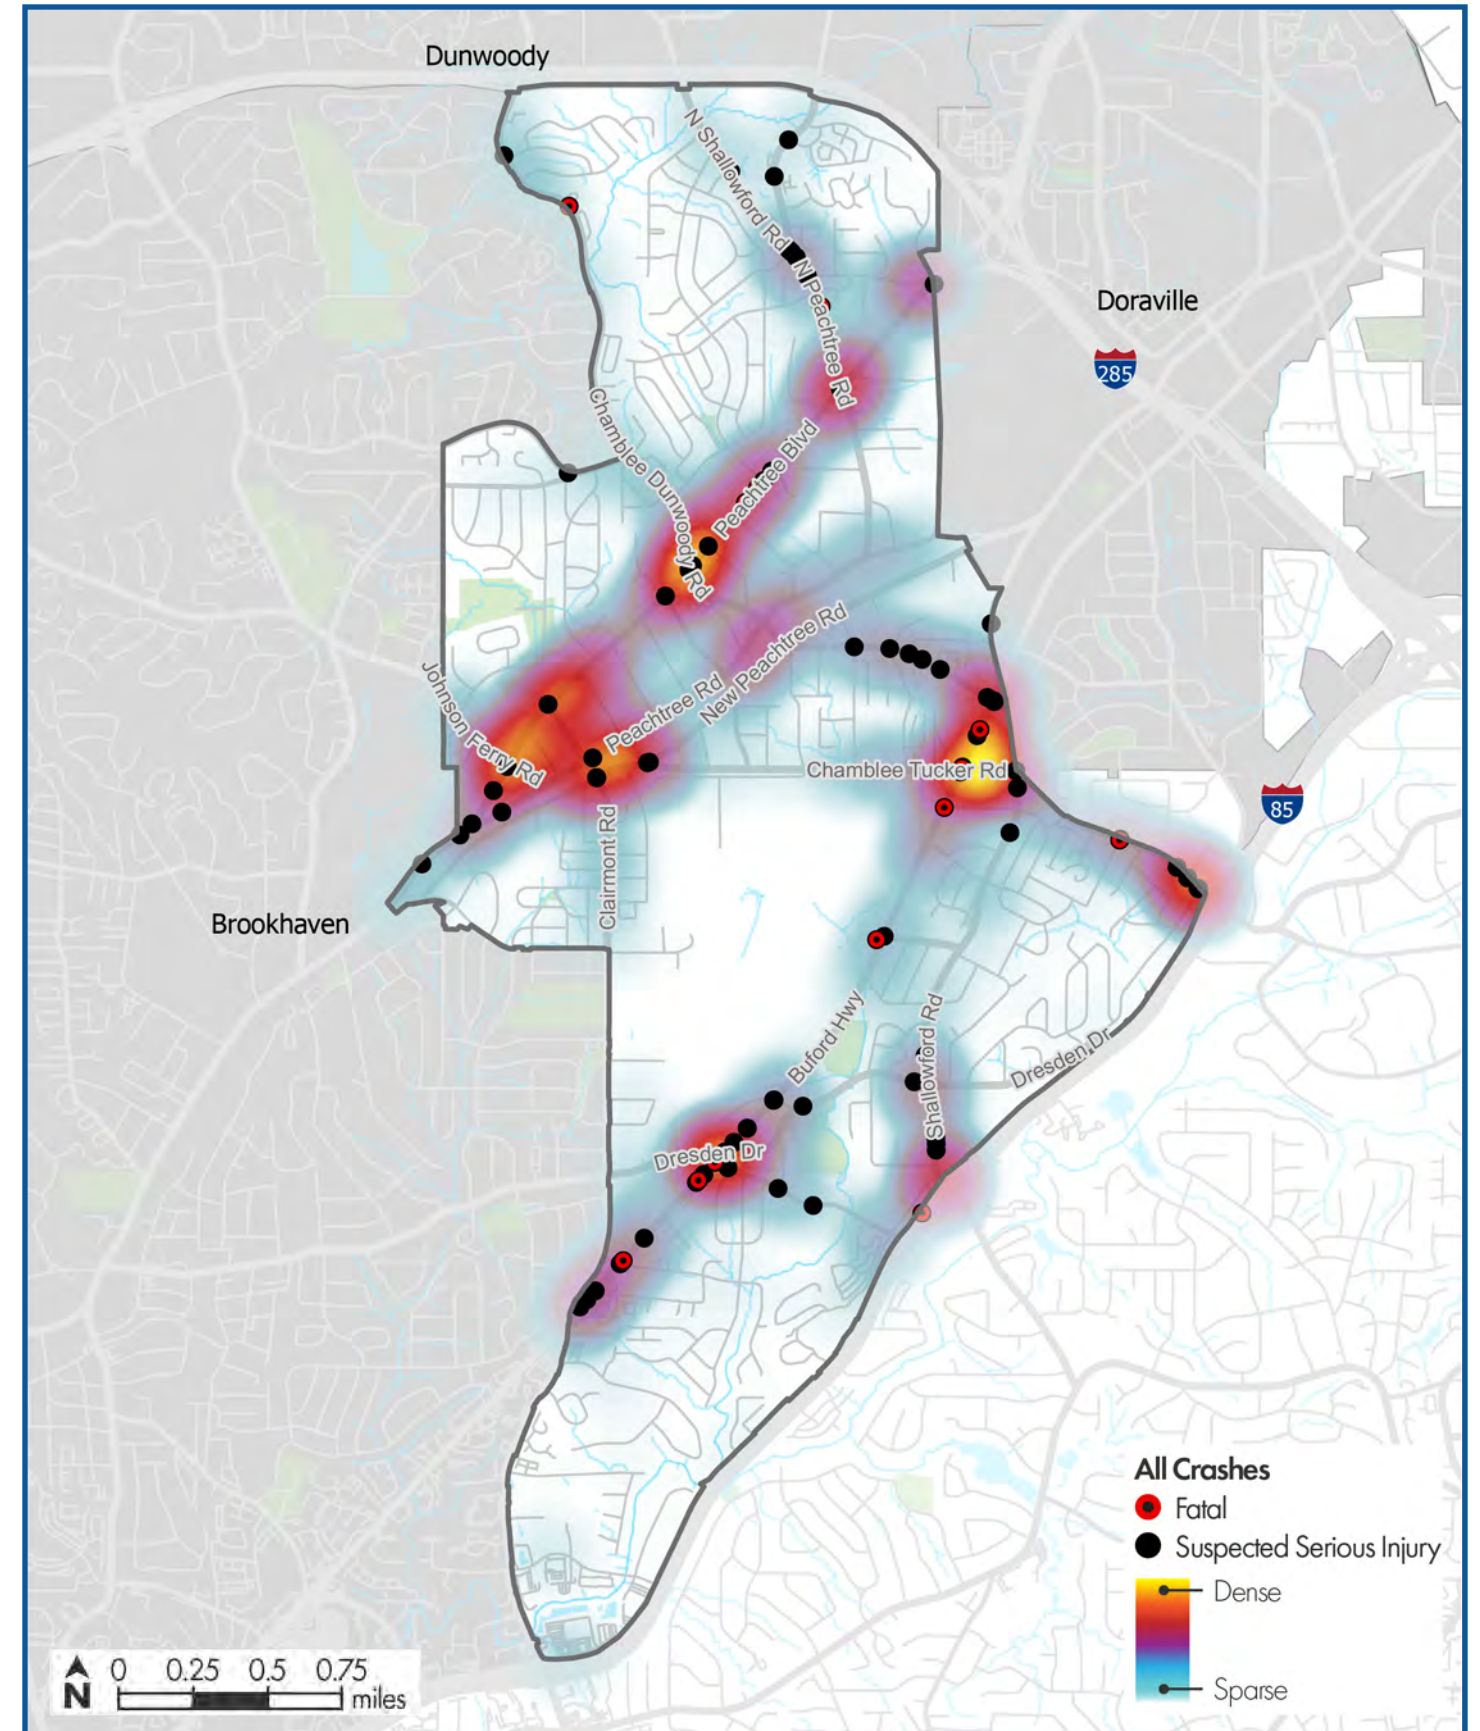 Dunwoody
N Shallowford Rd
N Peachtree Rd
Doraville
285
Chamblee Dunwoody Rd
Peachtree Blvd
New Peachtree Rd
Peachtree Rd
Johnson Ferry Rd
Chamblee Tucker Rd
85
Clairmont Rd
Brookhaven
Buford Hwy
Shallowford Rd
Dresden Dr
Dresden Dr
All Crashes
Fatal
Suspected Serious Injury
Dense
Sparse
N
0 0.25 0.5 0.75
miles